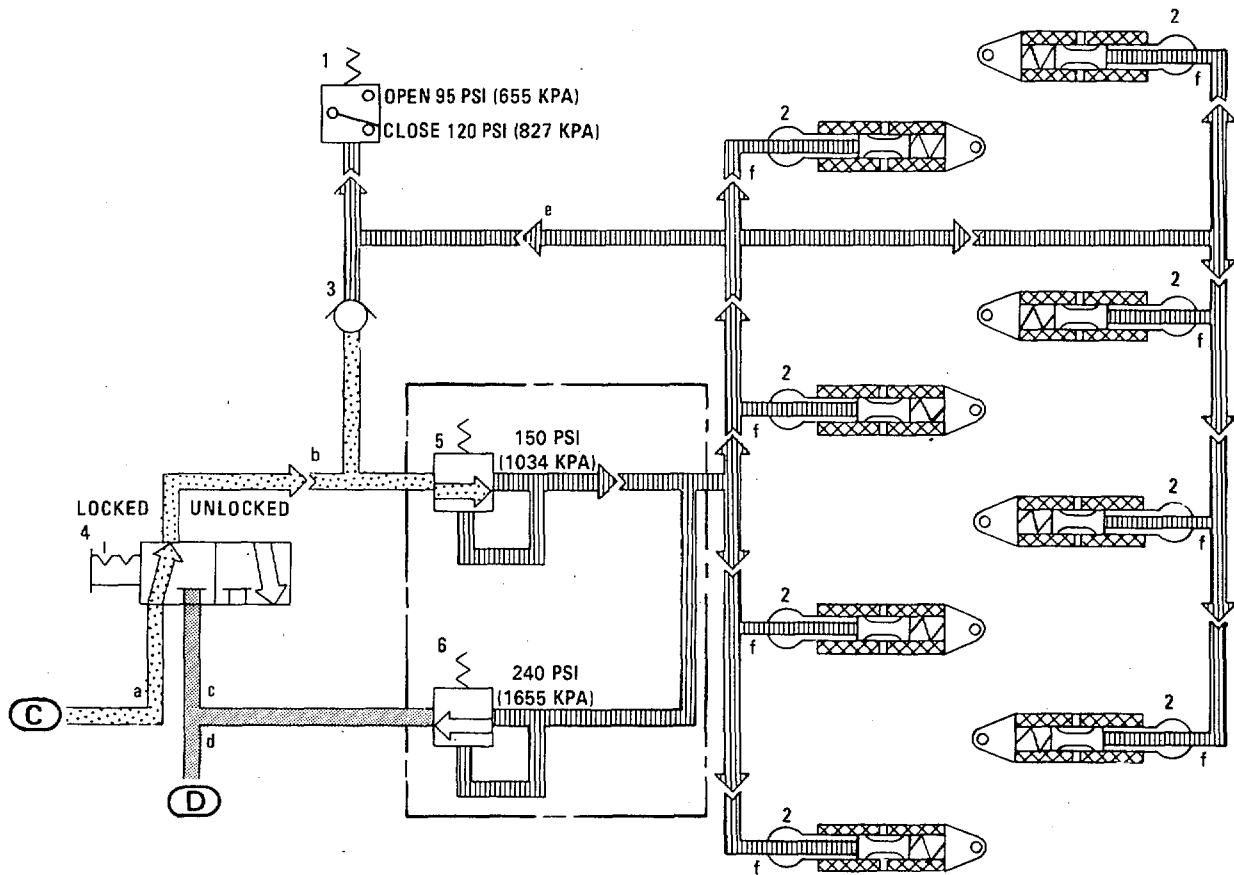 1
OPEN 95 PSI (655 KPA)
CLOSE 120 PSI (827 KPA)
2
f
2
f
e
3
2
f
2
f
b
5
150 PSI
(1034 KPA)
LOCKED
UNLOCKED
4
2
f
2
f
6
240 PSI
(1655 KPA)
a
c
C
d
D
2
f
2
f